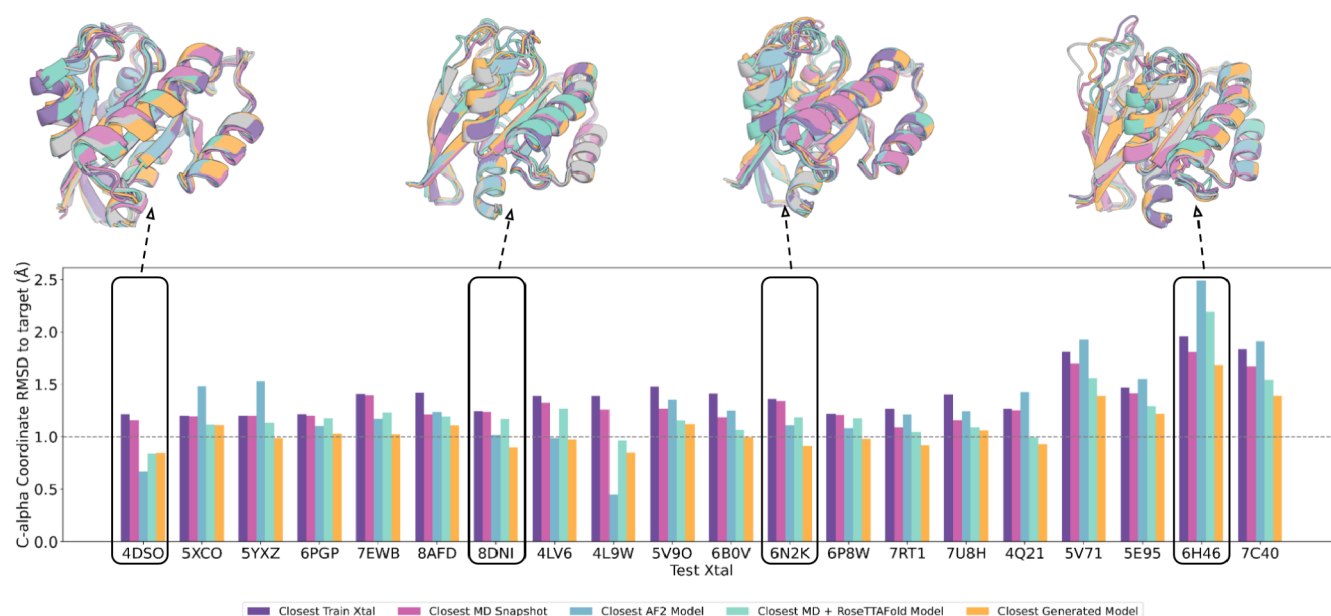 C-alpha Coordinate RMSD to target (Å)
2.5
2.0
1.5
1.0
0.5
0.0
4DSO 5XCO 5YXZ 6PGP 7EWB 8AFD 8DNI 4LV6 4L9W 5V9O 6B0V 6N2K 6P8W 7RT1 7U8H 4Q21 5V71 5E95 6H46 7C40
Test Xtal
Closest Train Xtal Closest MD Snapshot Closest AF2 Model Closest MD + RoseTTAFold Model Closest Generated Model